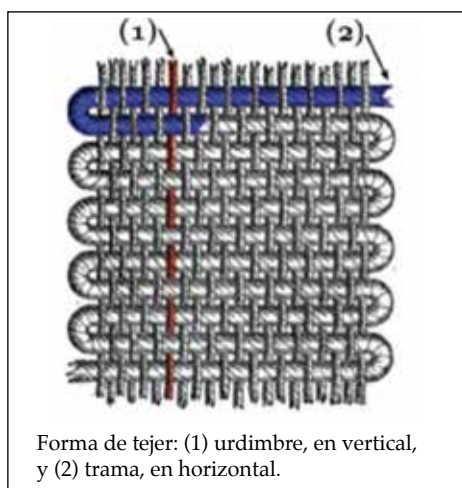 (1) (2)
Forma de tejer: (1) urdimbre, en vertical,
y (2) trama, en horizontal.